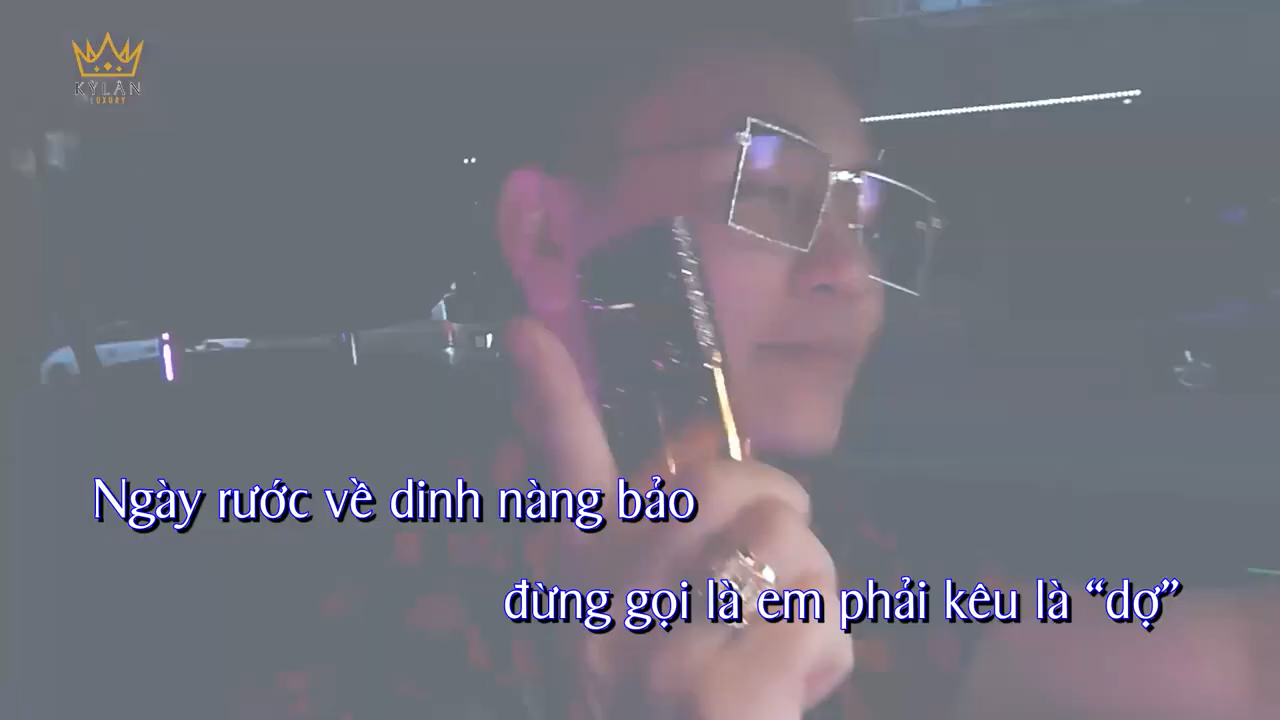 KỲ LÂN
LUXURY
Ngày rước về dinh nàng bảo
đừng gọi là em phải kêu là “dợ”